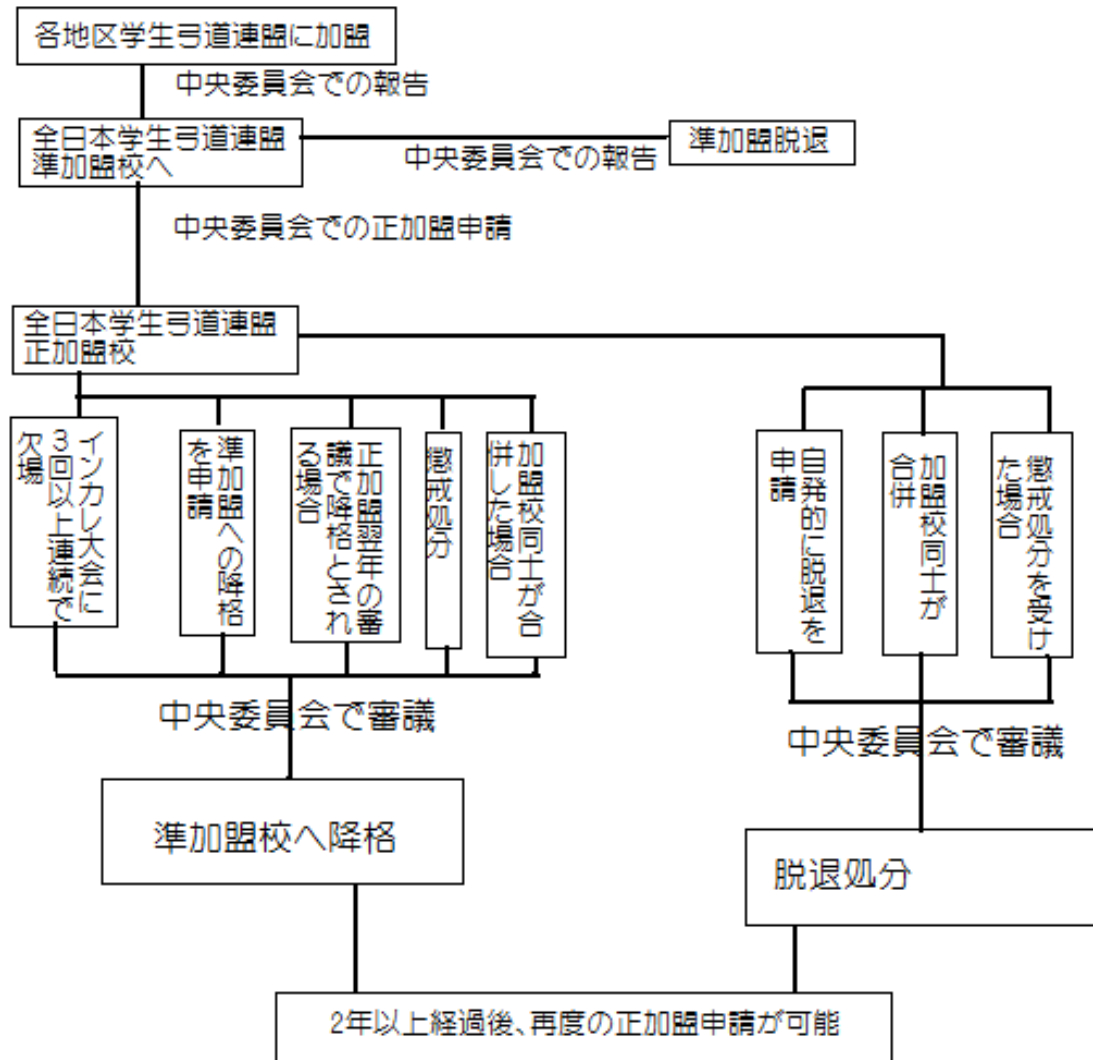 各地区学生弓道連盟に加盟
中央委員会での報告
全日本学生弓道連盟
準加盟校へ
中央委員会での報告
準加盟脱退
中央委員会での正加盟申請
全日本学生弓道連盟
正加盟校
インカレ大会に
3回以上連続で
欠場
準加盟への降格
を申請
正加盟翌年の審
議で降格とされ
る場合
懲戒処分
加盟校同士が合
併した場合
自発的に脱退を
申請
加盟校同士が
合併
懲戒処分を受け
た場合
中央委員会で審議
中央委員会で審議
準加盟校へ降格
脱退処分
2年以上経過後、再度の正加盟申請が可能